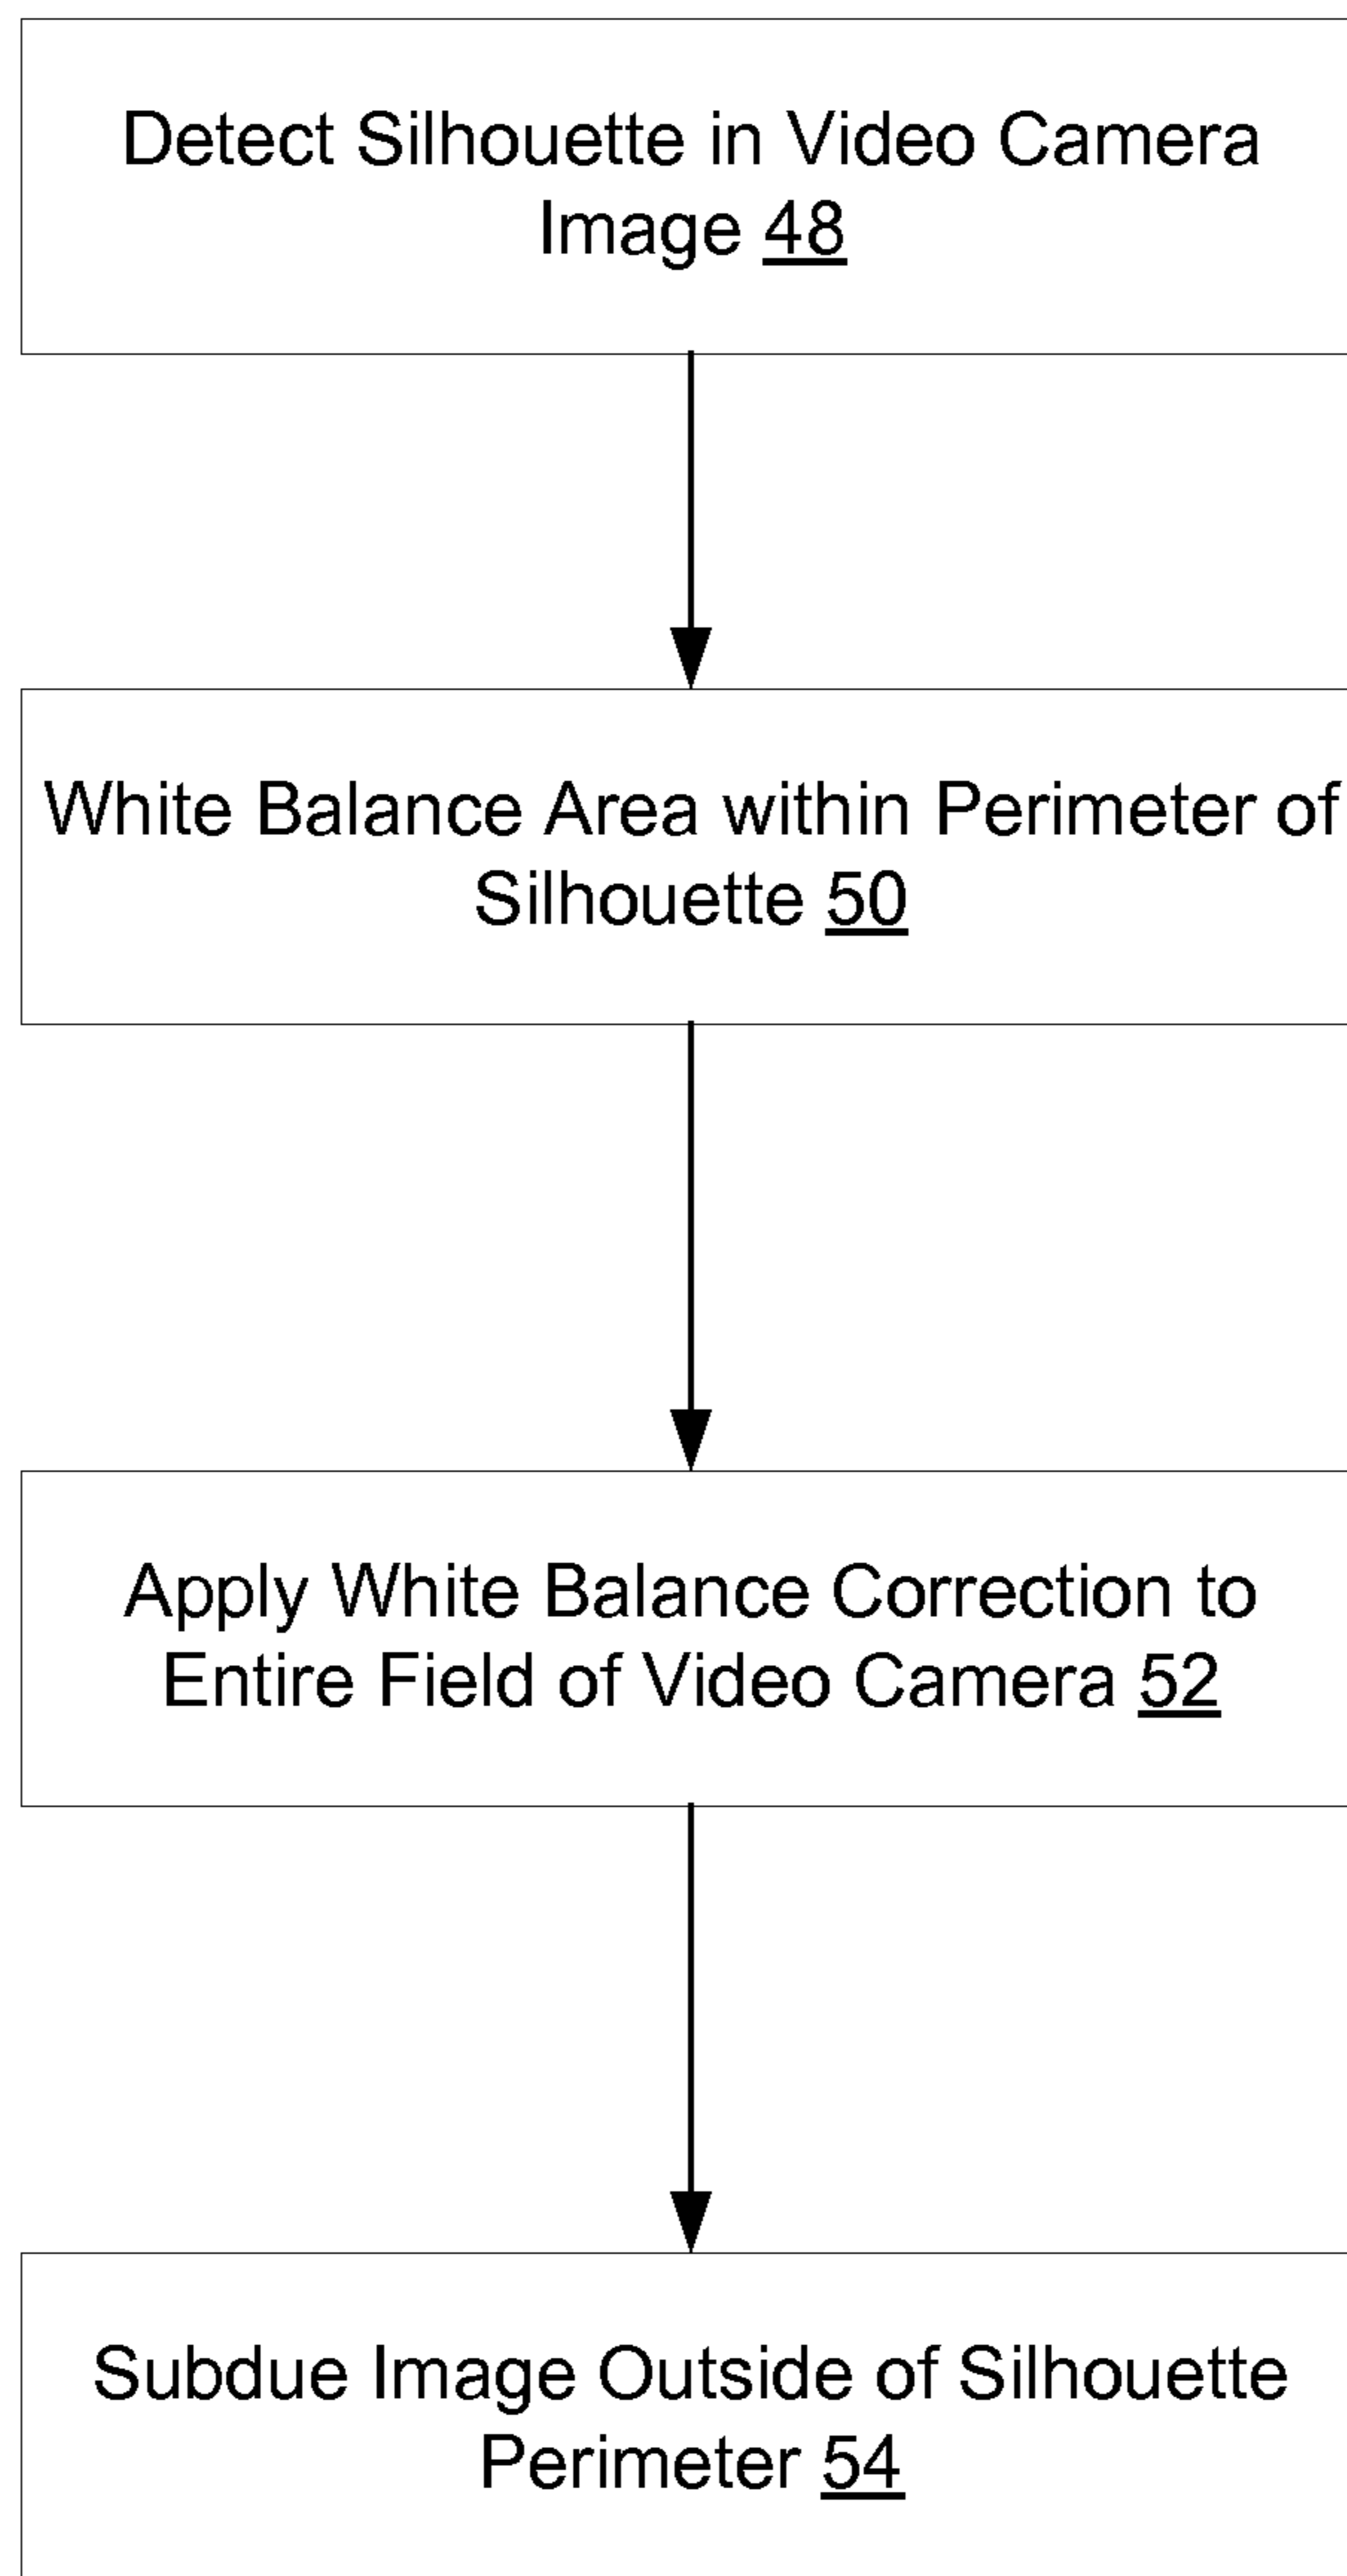 Detect Silhouette in Video Camera
Image 48
White Balance Area within Perimeter of
Silhouette 50
Apply White Balance Correction to
Entire Field of Video Camera 52
Subdue Image Outside of Silhouette
Perimeter 54